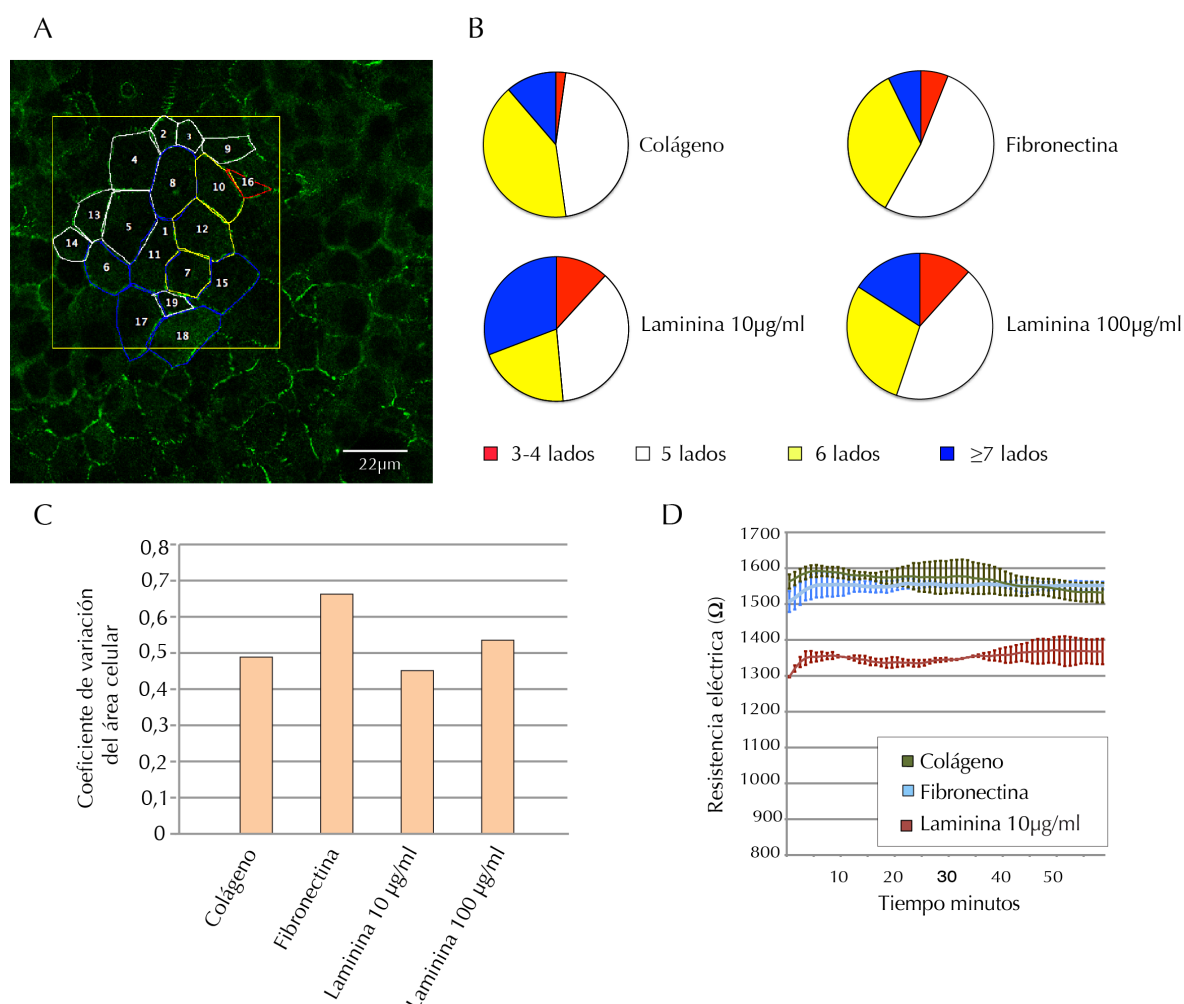 A
B
2
3
9
4
8
10
16
13
5
1
12
14
11
6
7
15
19
17
18
22µm
Colágeno
Fibronectina
Laminina 10µg/ml
Laminina 100µg/ml
3-4 lados
5 lados
6 lados
≥7 lados
C
Coeficiente de variación
del área celular
0,8
0,7
0,6
0,5
0,4
0,3
0,2
0,1
0
Colágeno
Fibronectina
Laminina 10 µg/ml
Laminina 100 µg/ml
D
Resistencia eléctrica (Ω)
1700
1600
1500
1400
1300
1200
1100
1000
900
800
Colágeno
Fibronectina
Laminina 10µg/ml
10
20
30
40
50
Tiempo minutos